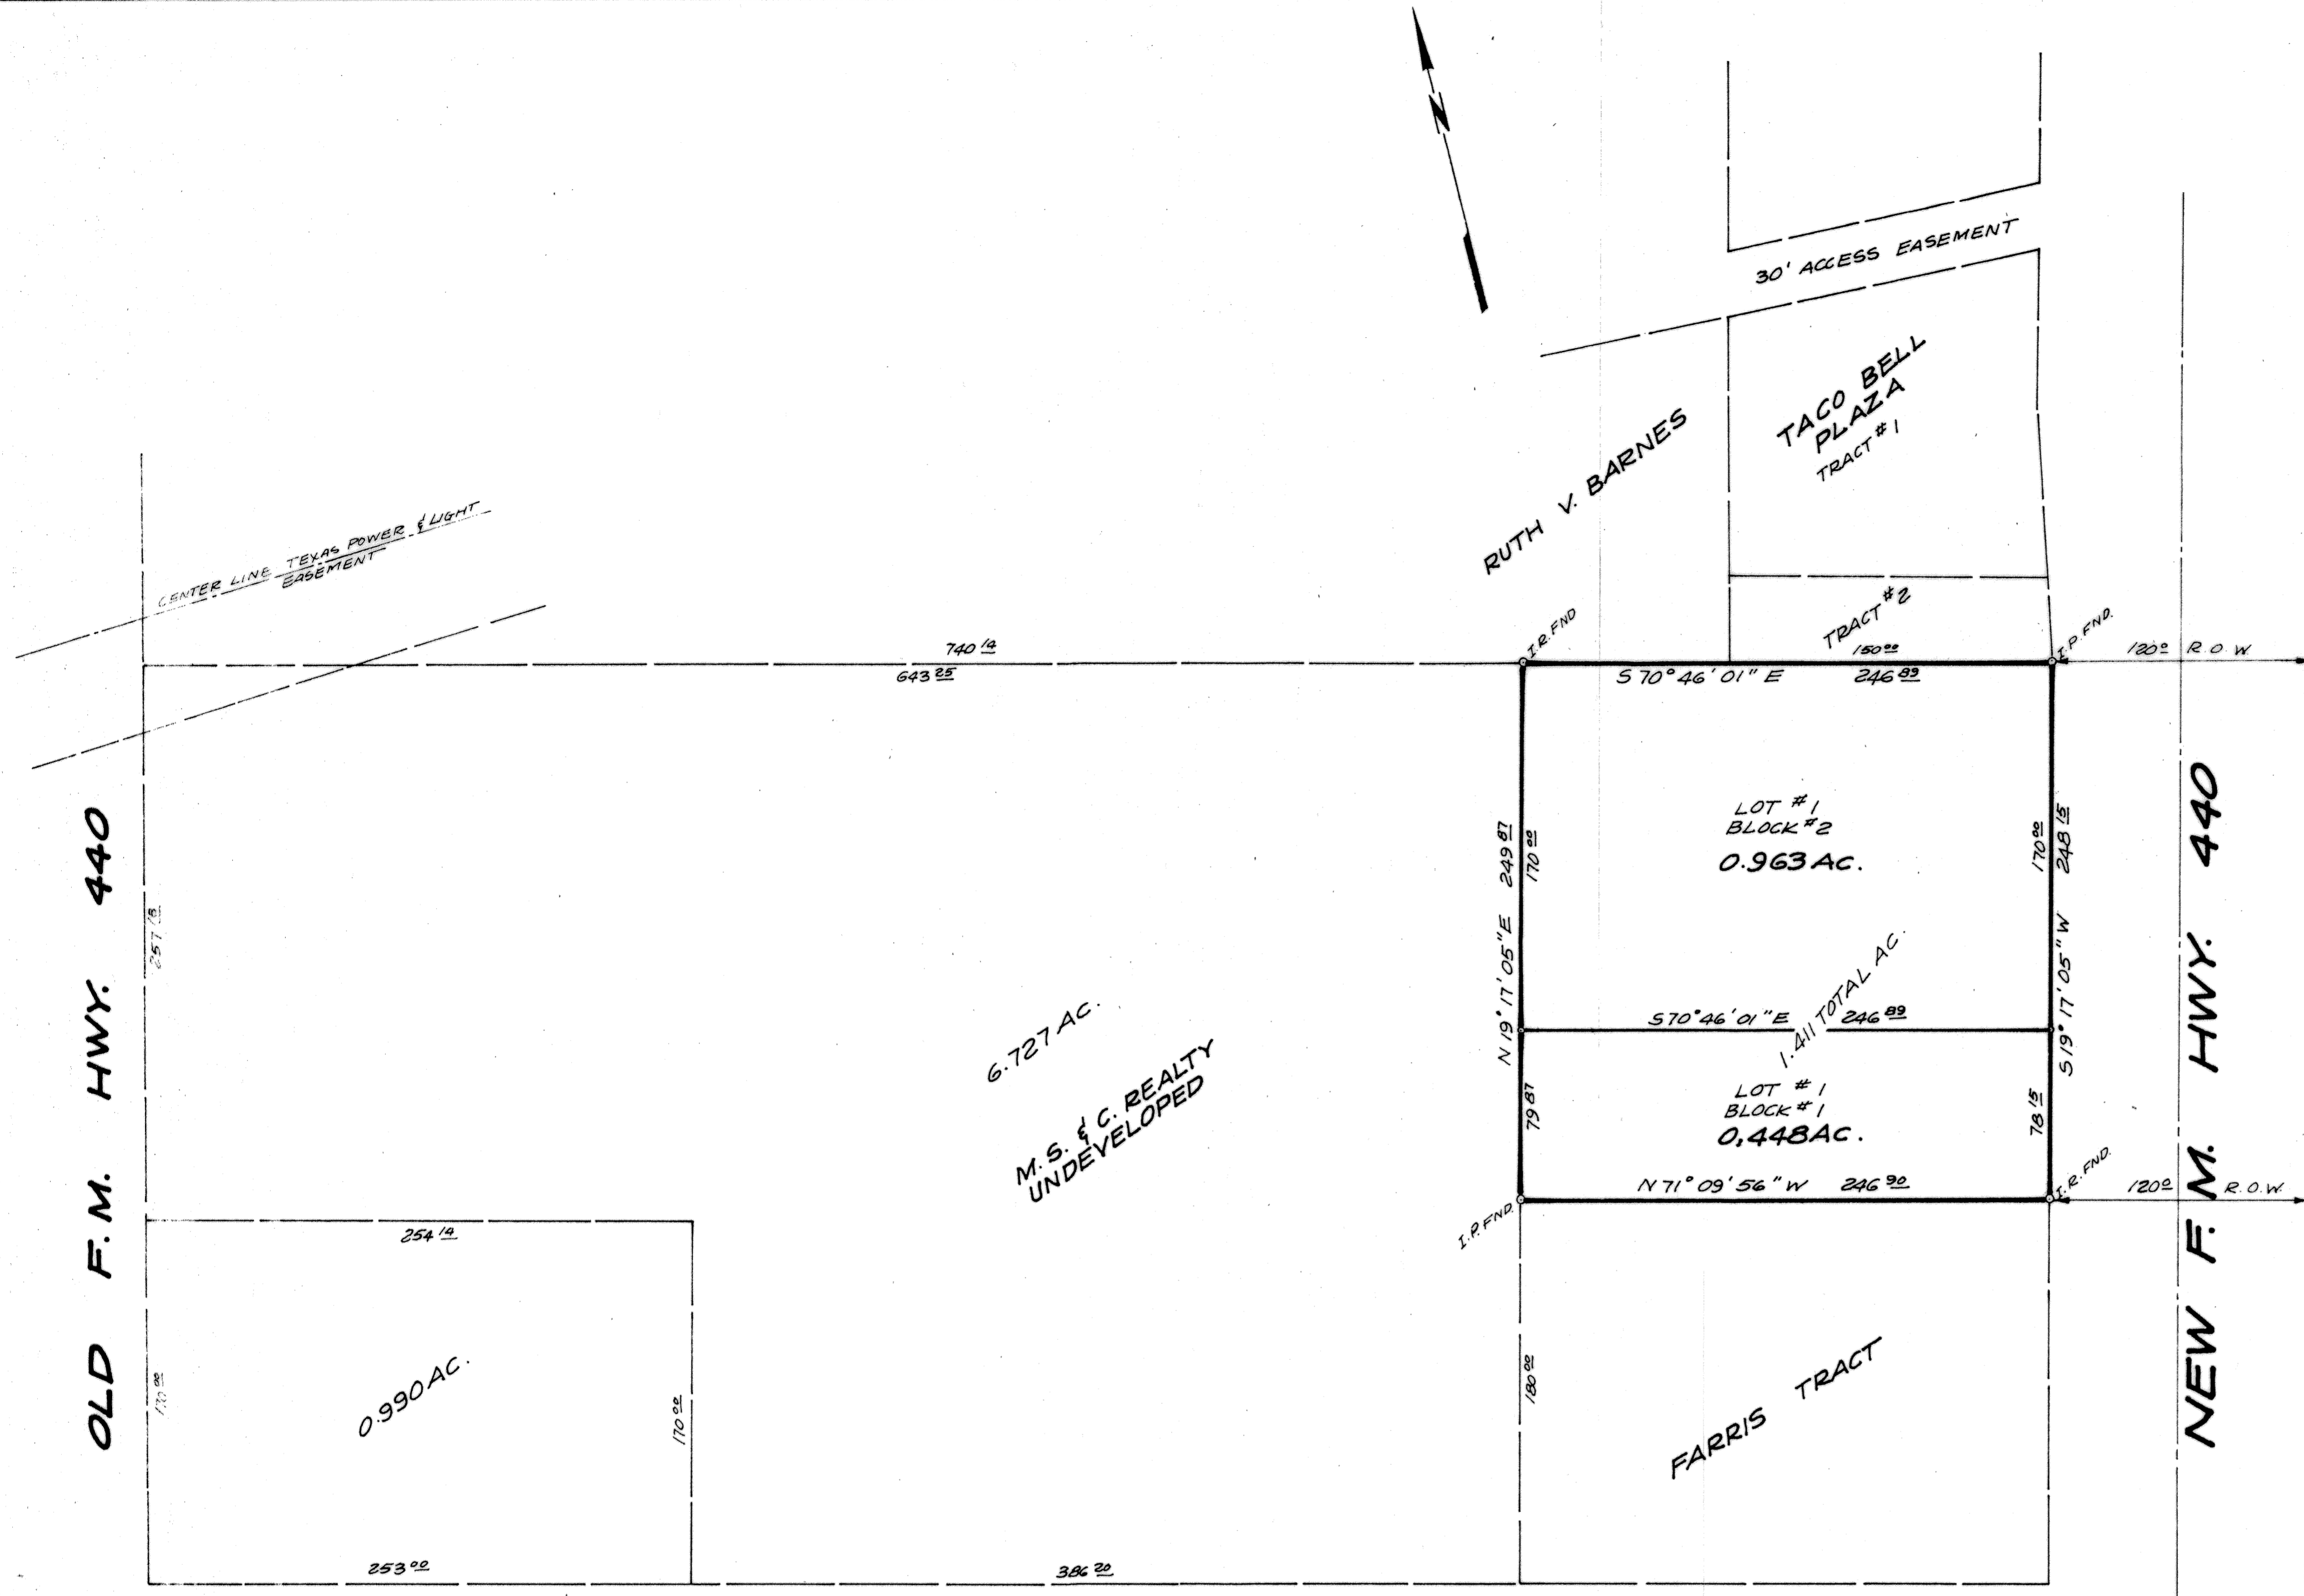 N
30' ACCESS EASEMENT
TACO BELL
PLAZA
TRACT #1
RUTH V. BARNES
CENTER LINE TEXAS POWER & LIGHT
EASEMENT
TRACT #2
I.R. FND
I.P. FND.
740 14
643 25
150 00
S 70° 46' 01" E 246 89
120 0 R.O.W.
LOT #1
BLOCK #2
0.963 AC.
N 19° 17' 05" E 249 87
170 00
170 00
S 19° 17' 05" W 248 15
OLD F.M. HWY. 440
NEW F.M. HWY. 440
257 18
6.727 AC.
M.S. & C. REALTY
UNDEVELOPED
S 70° 46' 01" E 246 89
1.411 TOTAL AC.
LOT #1
BLOCK #1
0.448 AC.
79 87
78 15
N 71° 09' 56" W 246 90
I.P. FND.
I.R. FND.
120 0 R.O.W.
254 14
0.990 AC.
170 00
180 00
FARRIS TRACT
253 00
386 20